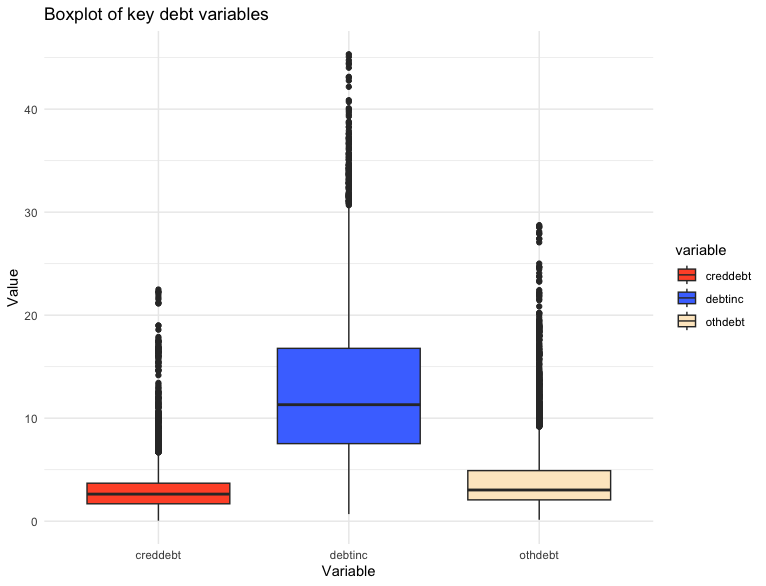 Boxplot of key debt variables
40
30
20
10
0
Value
creddebt
debtinc
othdebt
Variable
variable
creddebt
debtinc
othdebt